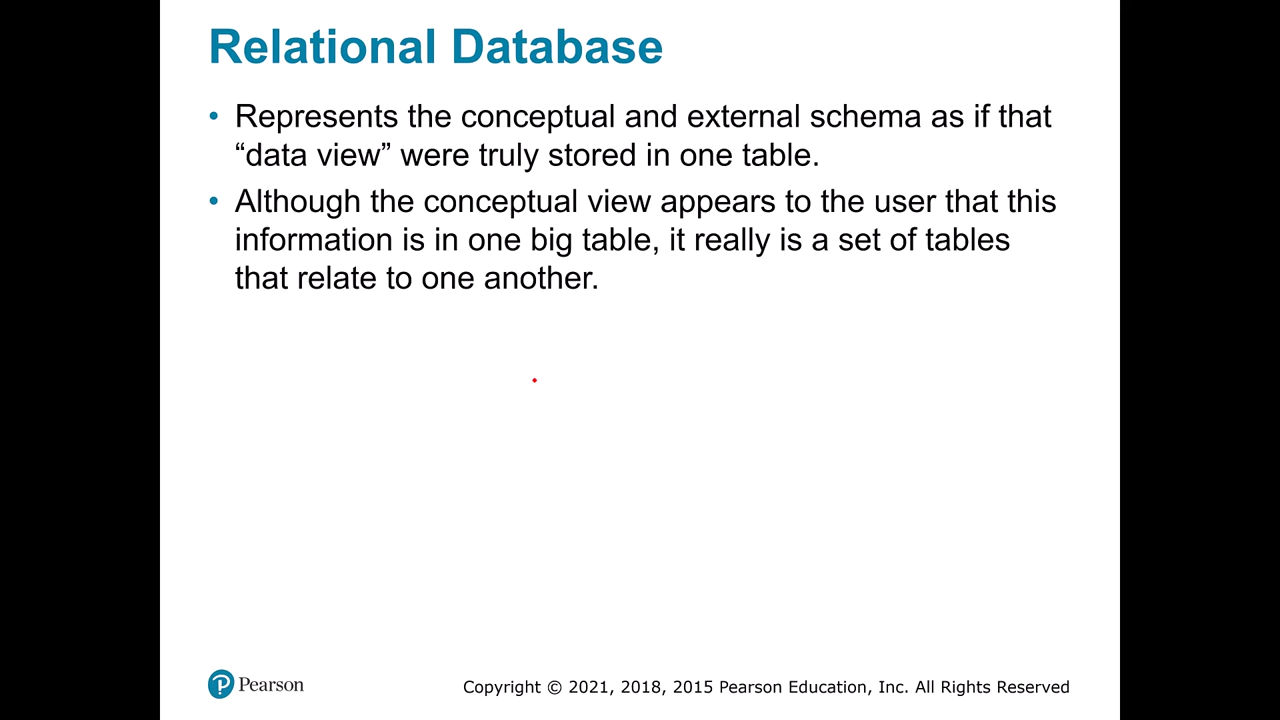 Relational Database
• Represents the conceptual and external schema as if that
“data view” were truly stored in one table.
• Although the conceptual view appears to the user that this
information is in one big table, it really is a set of tables
that relate to one another.
Pearson
Copyright © 2021, 2018, 2015 Pearson Education, Inc. All Rights Reserved